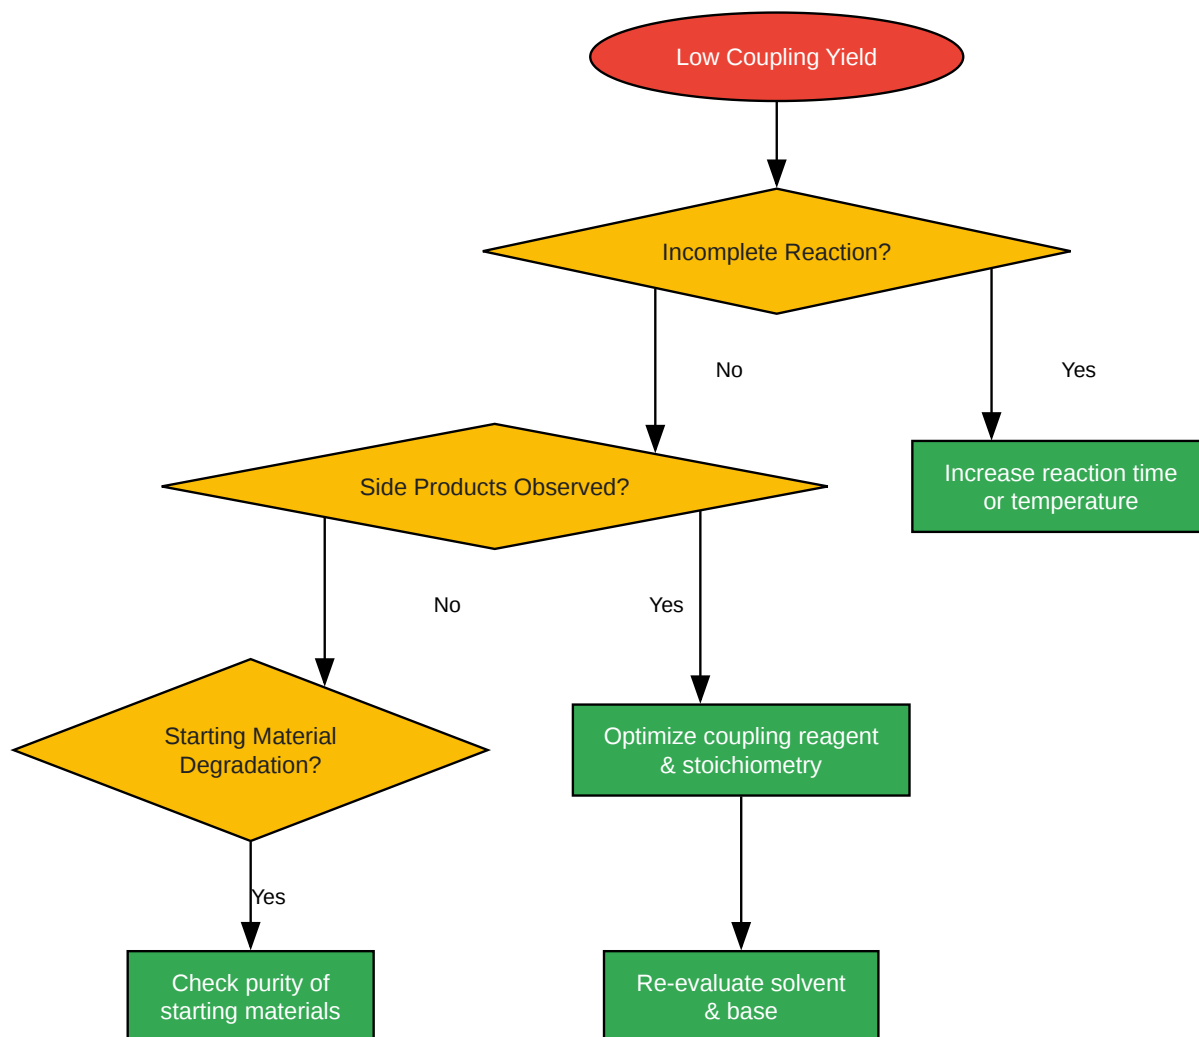 Low Coupling Yield
Incomplete Reaction?
No
Yes
Side Products Observed?
Increase reaction time
or temperature
No
Yes
Starting Material
Degradation?
Optimize coupling reagent
& stoichiometry
Yes
Check purity of
starting materials
Re-evaluate solvent
& base